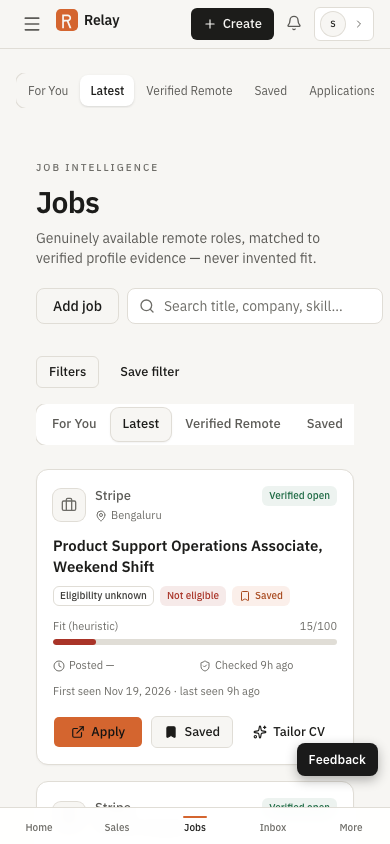 Relay
Create
S
For You Latest Verified Remote Saved Applications
JOB INTELLIGENCE
Jobs
Genuinely available remote roles, matched to
verified profile evidence — never invented fit.
Add job
Search title, company, skill...
Filters
Save filter
For You Latest Verified Remote Saved
Stripe
Verified open
Bengaluru
Product Support Operations Associate,
Weekend Shift
Eligibility unknown Not eligible Saved
Fit (heuristic) 15/100
Posted — Checked 9h ago
First seen Nov 19, 2026 · last seen 9h ago
Apply Saved Tailor CV
Feedback
Stripe
Verified open
Home Sales Jobs Inbox More